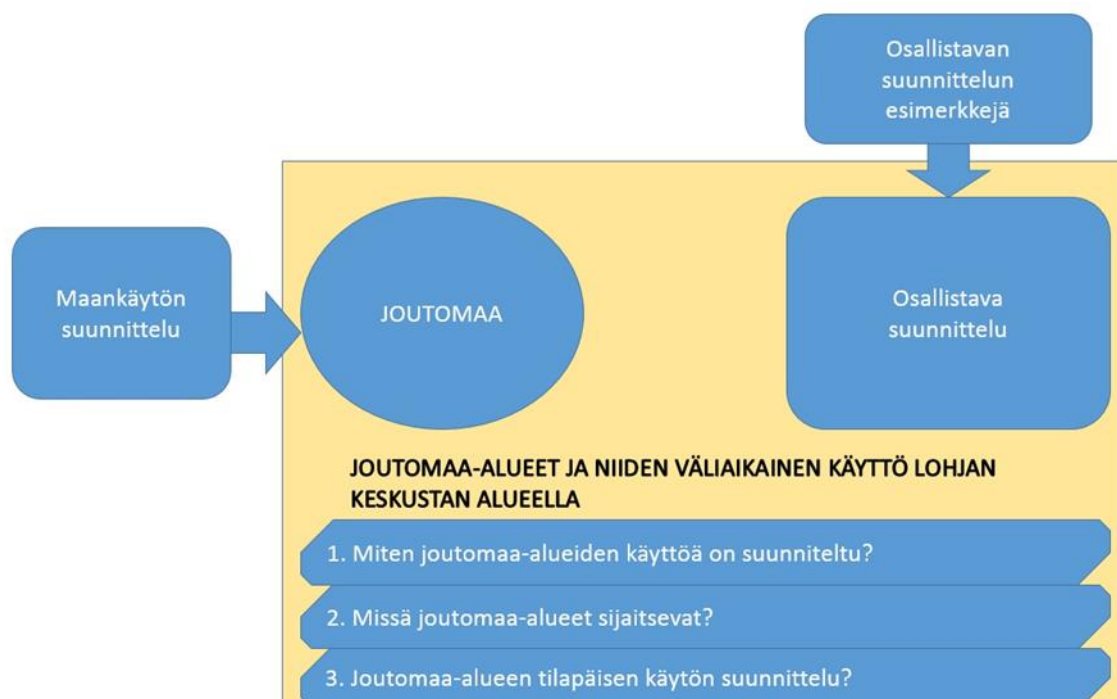 Osallistavan
suunnittelun
esimerkkejä
Maankäytön
suunnittelu
JOUTOMAA
Osallistava
suunnittelu
JOUTOMAA-ALUEET JA NIIDEN VÄLIAIKAINEN KÄYTTÖ LOHJAN
KESKUSTAN ALUEELLA
1. Miten joutomaa-alueiden käyttöä on suunniteltu?
2. Missä joutomaa-alueet sijaitsevat?
3. Joutomaa-alueen tilapäisen käytön suunnittelu?